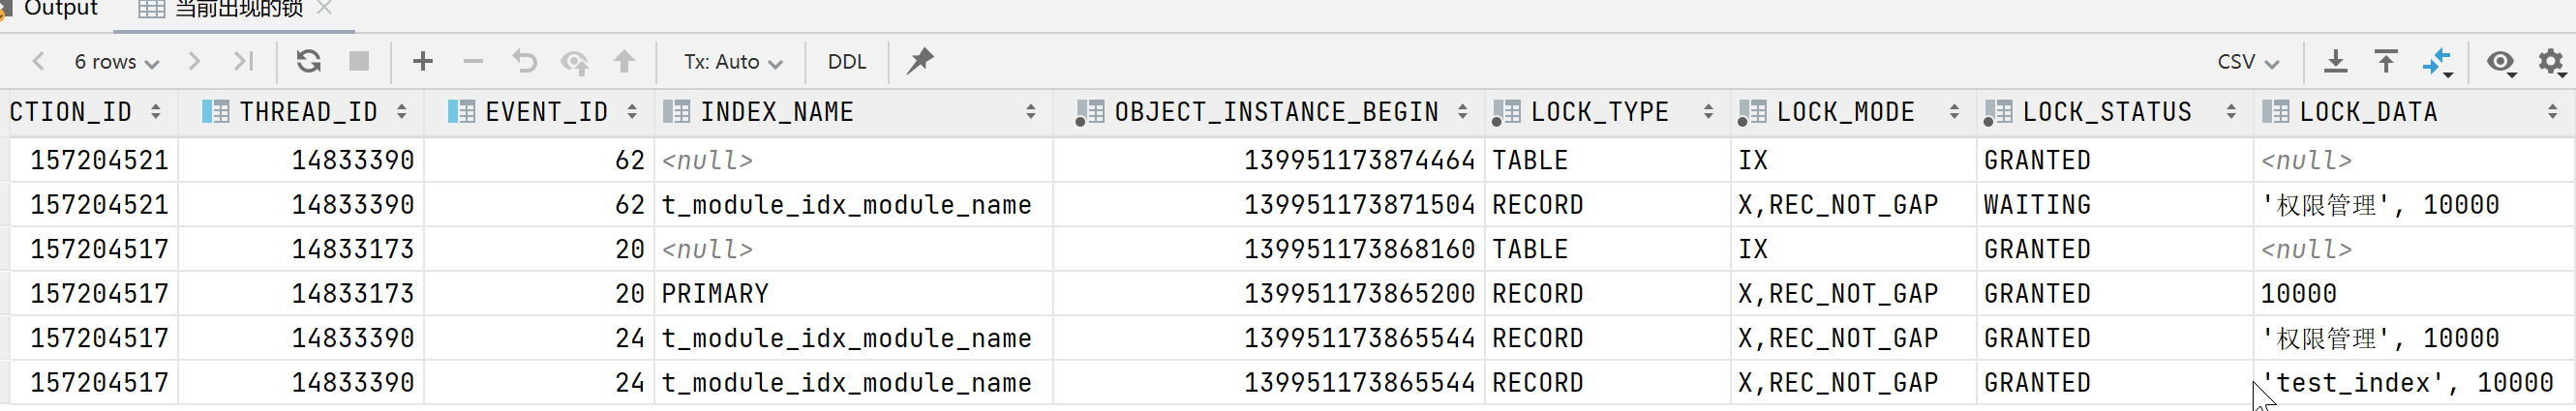 Output 当前出现的锁
6 rows Tx: Auto DDL CSV
CTION_ID THREAD_ID EVENT_ID INDEX_NAME OBJECT_INSTANCE_BEGIN LOCK_TYPE LOCK_MODE LOCK_STATUS LOCK_DATA
157204521 14833390 62 <null> 139951173874464 TABLE IX GRANTED <null>
157204521 14833390 62 t_module_idx_module_name 139951173871504 RECORD X,REC_NOT_GAP WAITING '权限管理', 10000
157204517 14833173 20 <null> 139951173868160 TABLE IX GRANTED <null>
157204517 14833173 20 PRIMARY 139951173865200 RECORD X,REC_NOT_GAP GRANTED 10000
157204517 14833390 24 t_module_idx_module_name 139951173865544 RECORD X,REC_NOT_GAP GRANTED '权限管理', 10000
157204517 14833390 24 t_module_idx_module_name 139951173865544 RECORD X,REC_NOT_GAP GRANTED 'test_index', 10000